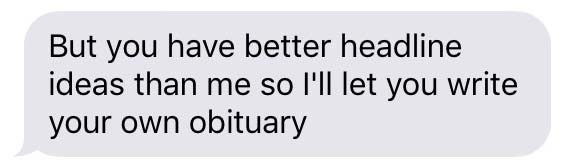 But you have better headline
ideas than me so I'll let you write
your own obituary